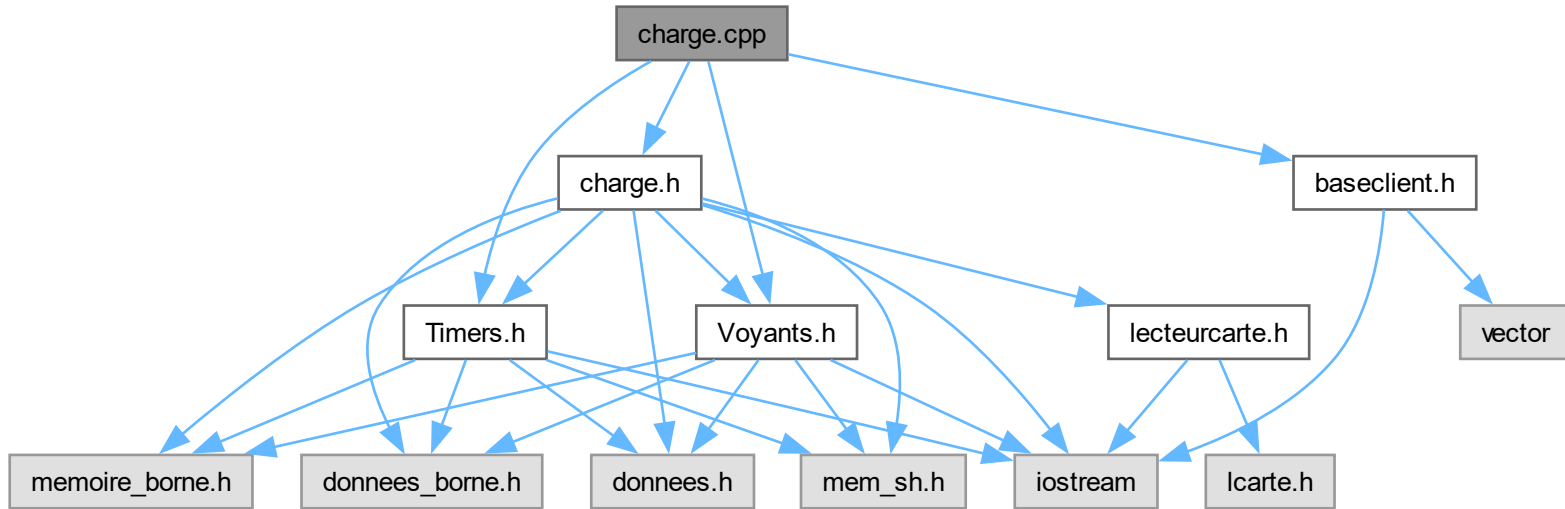 charge.cpp
charge.h
baseclient.h
Timers.h
Voyants.h
lecteurcarte.h
vector
memoire_borne.h
donnees_borne.h
donnees.h
mem_sh.h
iostream
lcarte.h